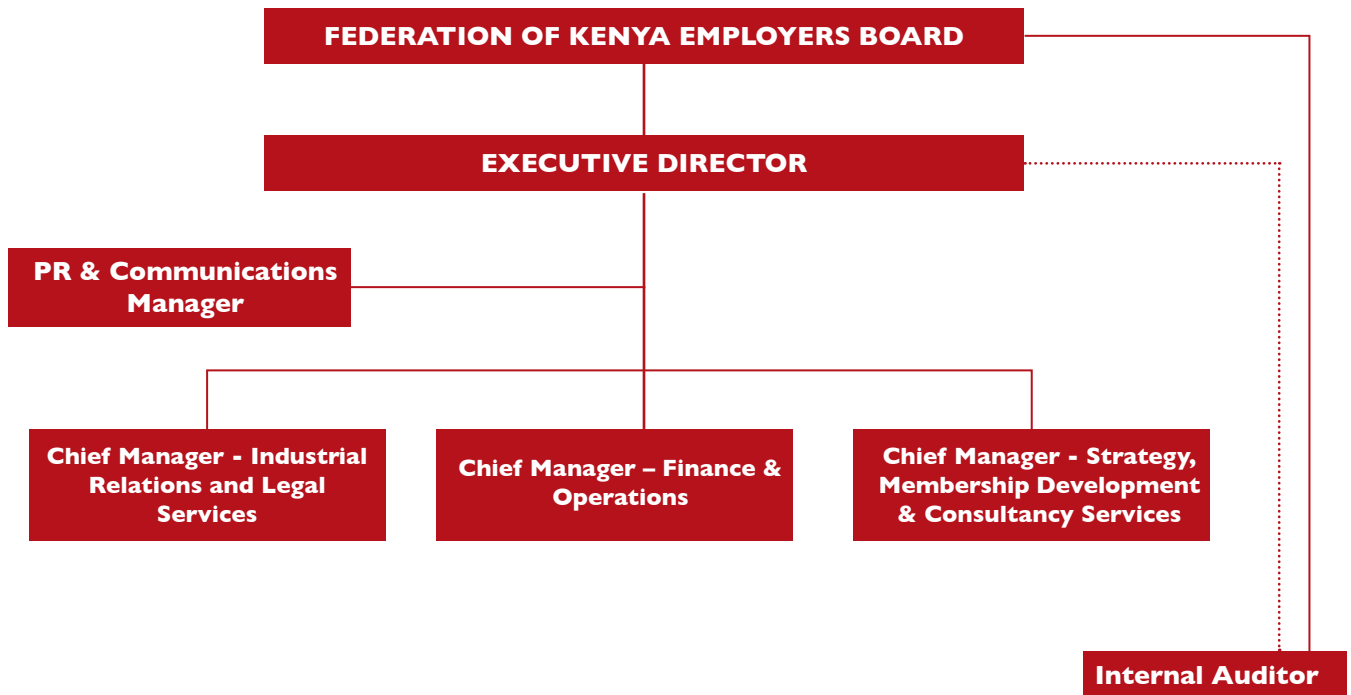 FEDERATION OF KENYA EMPLOYERS BOARD
EXECUTIVE DIRECTOR
PR & Communications
Manager
Chief Manager - Industrial
Relations and Legal
Services
Chief Manager – Finance &
Operations
Chief Manager - Strategy,
Membership Development
& Consultancy Services
Internal Auditor